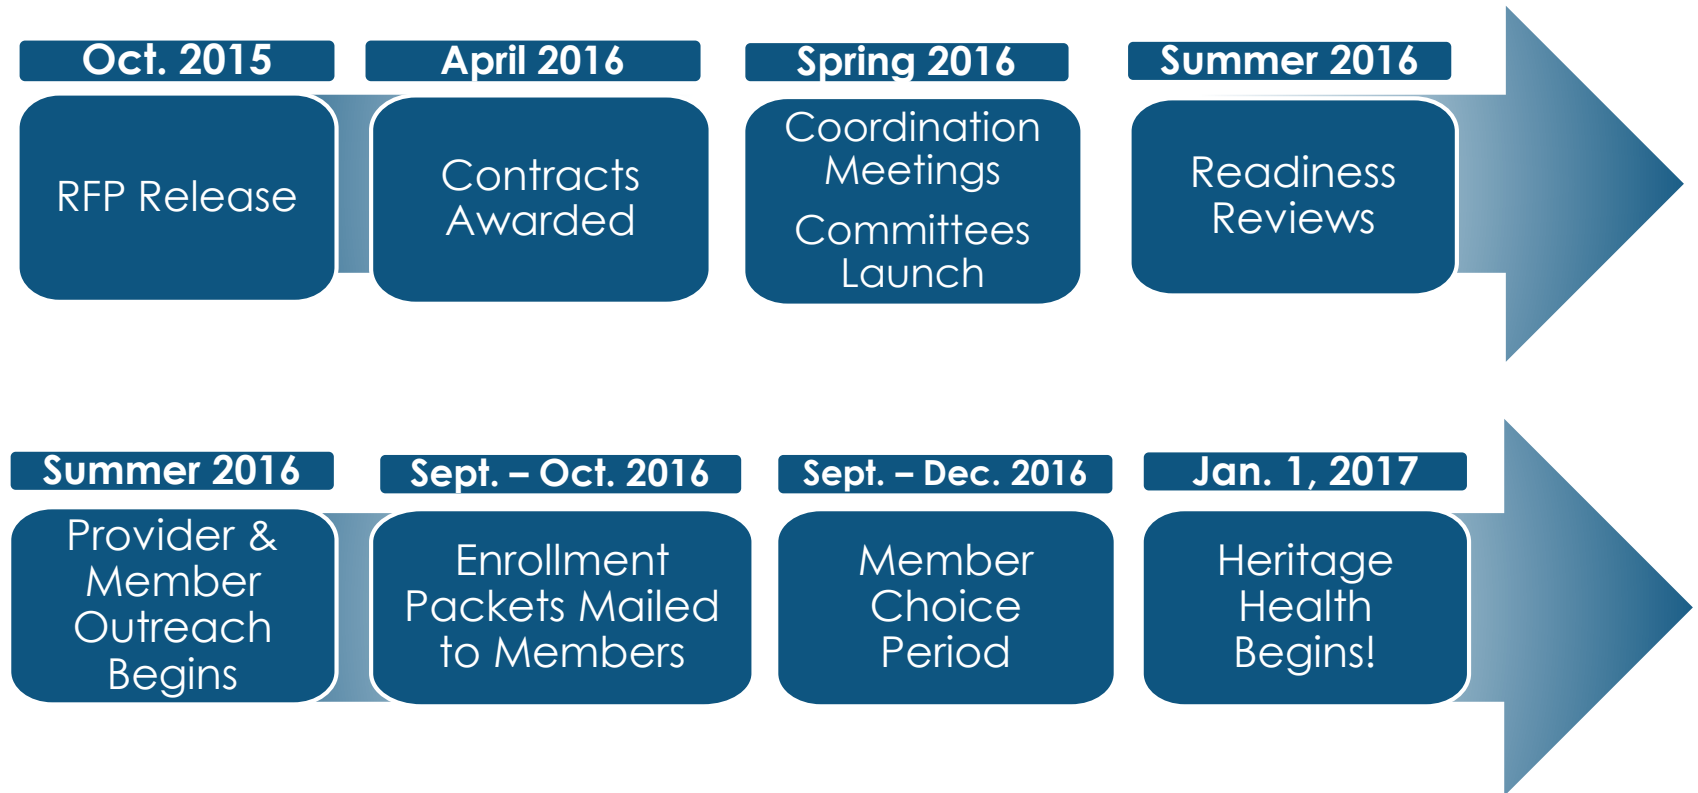 Oct. 2015
RFP Release
April 2016
Contracts
Awarded
Spring 2016
Coordination
Meetings
Committees
Launch
Summer 2016
Readiness
Reviews
Summer 2016
Provider &
Member
Outreach
Begins
Sept. – Oct. 2016
Enrollment
Packets Mailed
to Members
Sept. – Dec. 2016
Member
Choice
Period
Jan. 1, 2017
Heritage
Health
Begins!